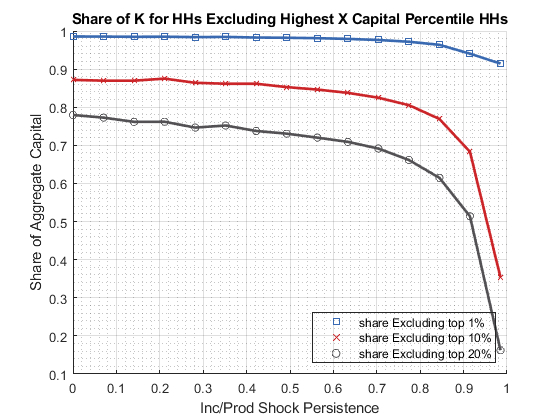 Share of K for HHs Excluding Highest X Capital Percentile HHs
1
0.9
0.8
0.7
0.6
0.5
0.4
0.3
0.2
0.1
Share of Aggregate Capital
share Excluding top 1%
share Excluding top 10%
share Excluding top 20%
0 0.1 0.2 0.3 0.4 0.5 0.6 0.7 0.8 0.9 1
Inc/Prod Shock Persistence